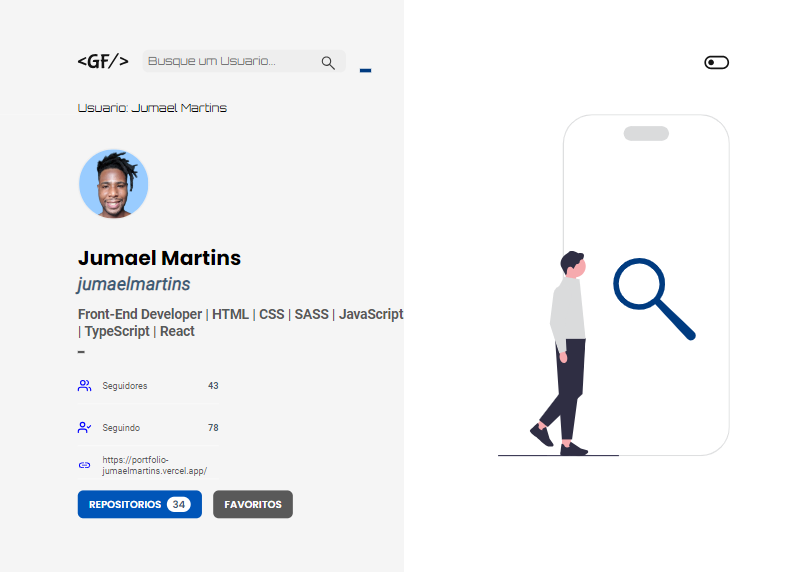 <GF/>
Busque um Usuario...
Usuario: Jumael Martins
Jumael Martins
jumaelmartins
Front-End Developer | HTML | CSS | SASS | JavaScript
| TypeScript | React
Seguidores 43
Seguindo 78
https://portfolio-
jumaelmartins.vercel.app/
REPOSITORIOS 34 FAVORITOS